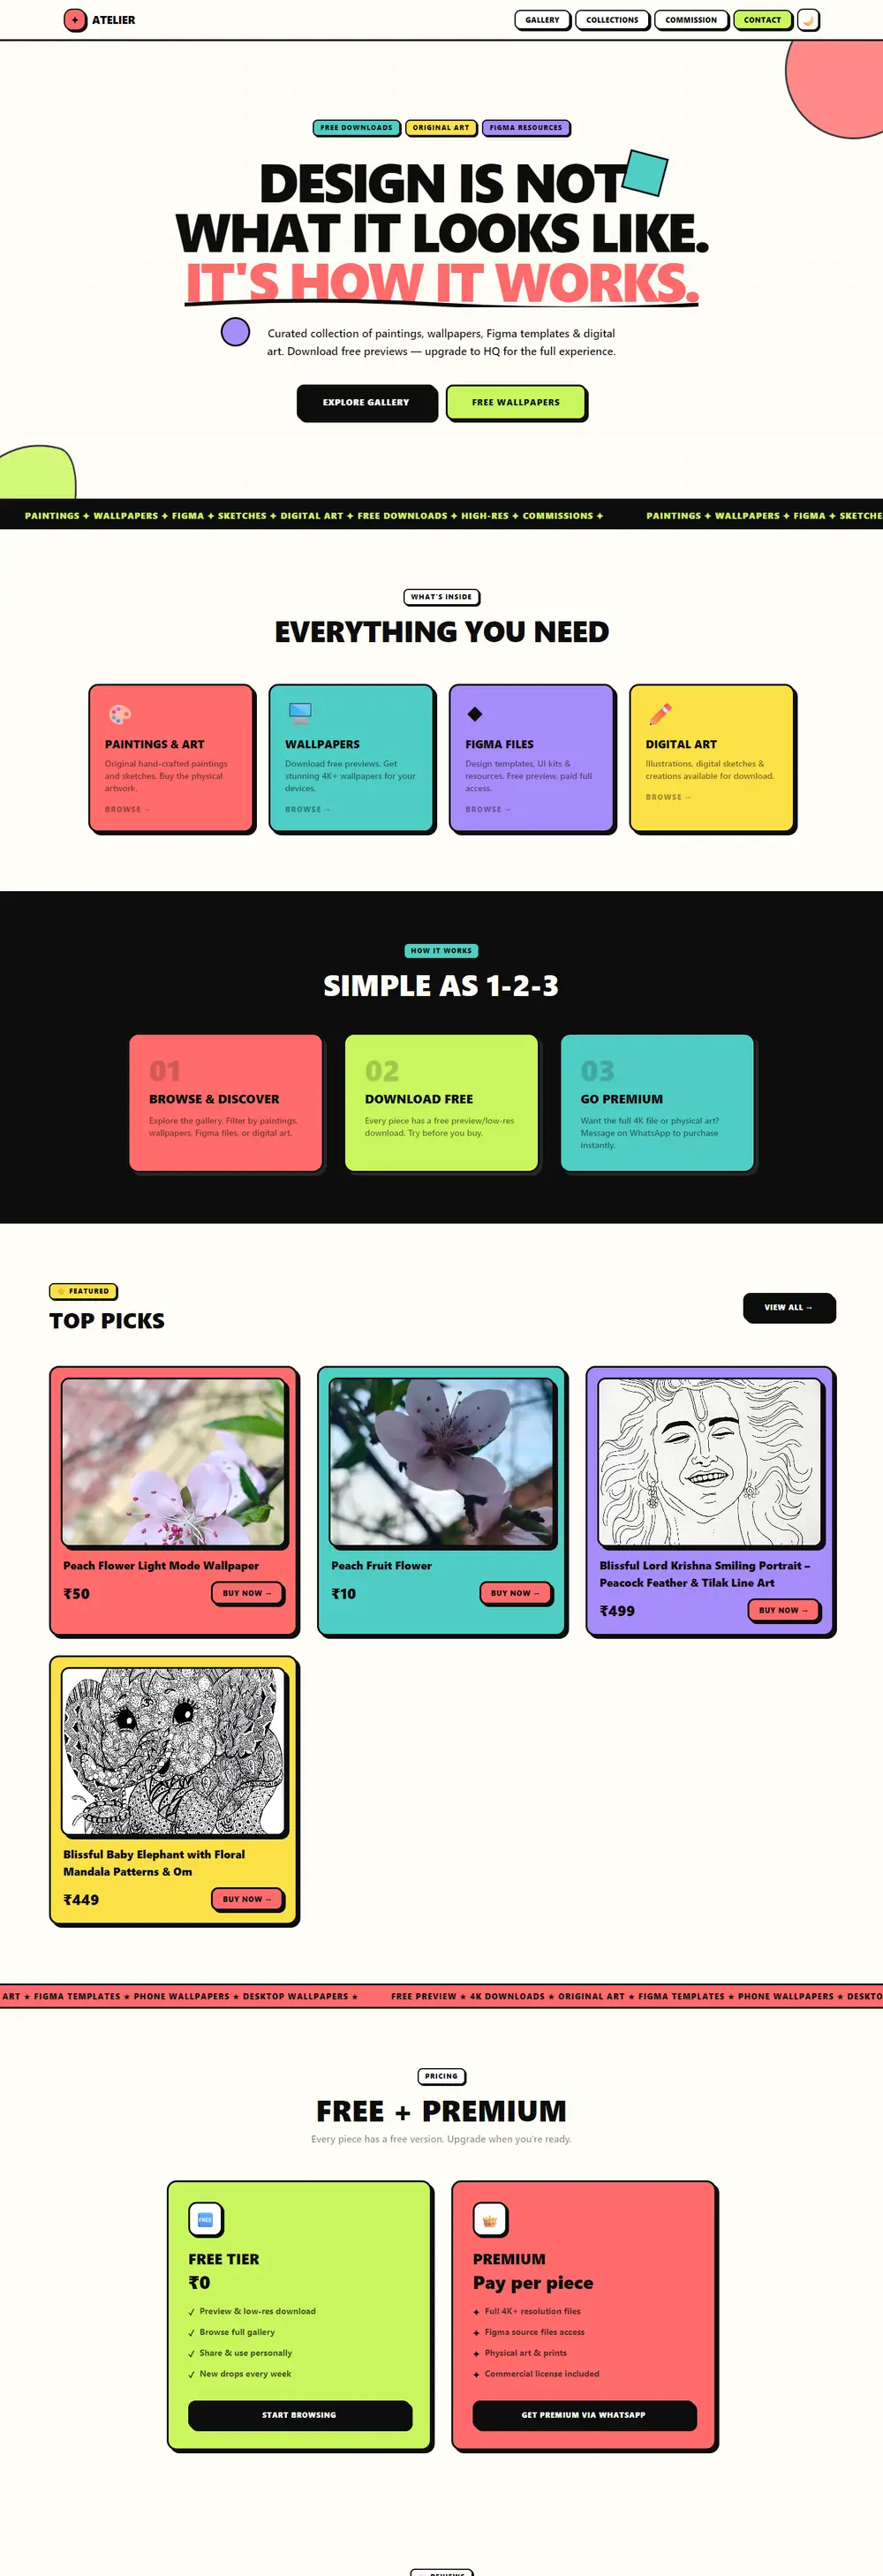 ✦ ATELIER
GALLERY COLLECTIONS COMMISSION CONTACT
FREE DOWNLOADS ORIGINAL ART FIGMA RESOURCES
DESIGN IS NOT
WHAT IT LOOKS LIKE.
IT'S HOW IT WORKS.
Curated collection of paintings, wallpapers, Figma templates & digital
art. Download free previews — upgrade to HQ for the full experience.
EXPLORE GALLERY FREE WALLPAPERS
PAINTINGS ✦ WALLPAPERS ✦ FIGMA ✦ SKETCHES ✦ DIGITAL ART ✦ FREE DOWNLOADS ✦ HIGH-RES ✦ COMMISSIONS ✦ PAINTINGS ✦ WALLPAPERS ✦ FIGMA ✦ SKETCHE
WHAT'S INSIDE
EVERYTHING YOU NEED
PAINTINGS & ART
Original hand-crafted paintings
and sketches. Buy the physical
artwork.
BROWSE →
WALLPAPERS
Download free previews. Get
stunning 4K+ wallpapers for your
devices.
BROWSE →
FIGMA FILES
Design templates, UI kits &
resources. Free preview, paid full
access.
BROWSE →
DIGITAL ART
Illustrations, digital sketches &
creations available for download.
BROWSE →
HOW IT WORKS
SIMPLE AS 1-2-3
01
BROWSE & DISCOVER
Explore the gallery. Filter by paintings,
wallpapers, Figma files, or digital art.
02
DOWNLOAD FREE
Every piece has a free preview/low-res
download. Try before you buy.
03
GO PREMIUM
Want the full 4K file or physical art?
Message on WhatsApp to purchase
instantly.
⭐ FEATURED
TOP PICKS
VIEW ALL →
Peach Flower Light Mode Wallpaper
₹50 BUY NOW →
Peach Fruit Flower
₹10 BUY NOW →
Blissful Lord Krishna Smiling Portrait –
Peacock Feather & Tilak Line Art
₹499 BUY NOW →
Blissful Baby Elephant with Floral
Mandala Patterns & Om
₹449 BUY NOW →
ART ★ FIGMA TEMPLATES ★ PHONE WALLPAPERS ★ DESKTOP WALLPAPERS ★ FREE PREVIEW ★ 4K DOWNLOADS ★ ORIGINAL ART ★ FIGMA TEMPLATES ★ PHONE WALLPAPERS ★ DESKTO
PRICING
FREE + PREMIUM
Every piece has a free version. Upgrade when you're ready.
FREE
FREE TIER
₹0
✓ Preview & low-res download
✓ Browse full gallery
✓ Share & use personally
✓ New drops every week
START BROWSING
PREMIUM
Pay per piece
✦ Full 4K+ resolution files
✦ Figma source files access
✦ Physical art & prints
✦ Commercial license included
GET PREMIUM VIA WHATSAPP